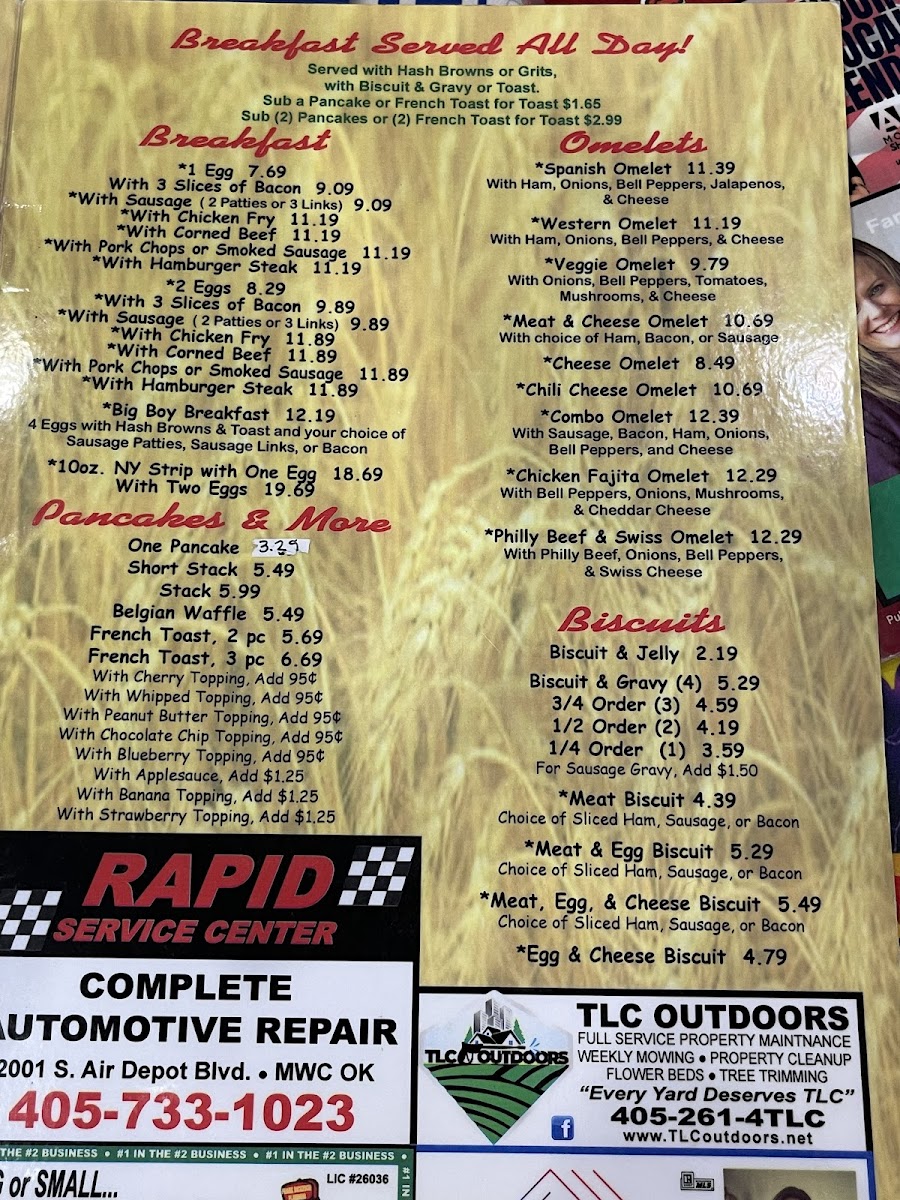 Breakfast Served All Day!
Served with Hash Browns or Grits,
with Biscuit & Gravy or Toast.
Sub a Pancake or French Toast for Toast $1.65
Sub (2) Pancakes or (2) French Toast for Toast $2.99
Breakfast
*1 Egg 7.69
With 3 Slices of Bacon 9.09
*With Sausage ( 2 Patties or 3 Links) 9.09
*With Chicken Fry 11.19
*With Corned Beef 11.19
*With Pork Chops or Smoked Sausage 11.19
*With Hamburger Steak 11.19
*2 Eggs 8.29
*With 3 Slices of Bacon 9.89
*With Sausage ( 2 Patties or 3 Links) 9.89
*With Chicken Fry 11.89
*With Corned Beef 11.89
*With Pork Chops or Smoked Sausage 11.89
*With Hamburger Steak 11.89
*Big Boy Breakfast 12.19
4 Eggs with Hash Browns & Toast and your choice of
Sausage Patties, Sausage Links, or Bacon
*10oz. NY Strip with One Egg 18.69
With Two Eggs 19.69
Pancakes & More
One Pancake 3.29
Short Stack 5.49
Stack 5.99
Belgian Waffle 5.49
French Toast, 2 pc 5.69
French Toast, 3 pc 6.69
With Cherry Topping, Add 95¢
With Whipped Topping, Add 95¢
With Peanut Butter Topping, Add 95¢
With Chocolate Chip Topping, Add 95¢
With Blueberry Topping, Add 95¢
With Applesauce, Add $1.25
With Banana Topping, Add $1.25
With Strawberry Topping, Add $1.25
Omelets
*Spanish Omelet 11.39
With Ham, Onions, Bell Peppers, Jalapenos,
& Cheese
*Western Omelet 11.19
With Ham, Onions, Bell Peppers, & Cheese
*Veggie Omelet 9.79
With Onions, Bell Peppers, Tomatoes,
Mushrooms, & Cheese
*Meat & Cheese Omelet 10.69
With choice of Ham, Bacon, or Sausage
*Cheese Omelet 8.49
*Chili Cheese Omelet 10.69
*Combo Omelet 12.39
With Sausage, Bacon, Ham, Onions,
Bell Peppers, and Cheese
*Chicken Fajita Omelet 12.29
With Bell Peppers, Onions, Mushrooms,
& Cheddar Cheese
*Philly Beef & Swiss Omelet 12.29
With Philly Beef, Onions, Bell Peppers,
& Swiss Cheese
Biscuits
Biscuit & Jelly 2.19
Biscuit & Gravy (4) 5.29
3/4 Order (3) 4.59
1/2 Order (2) 4.19
1/4 Order (1) 3.59
For Sausage Gravy, Add $1.50
*Meat Biscuit 4.39
Choice of Sliced Ham, Sausage, or Bacon
*Meat & Egg Biscuit 5.29
Choice of Sliced Ham, Sausage, or Bacon
*Meat, Egg, & Cheese Biscuit 5.49
Choice of Sliced Ham, Sausage, or Bacon
*Egg & Cheese Biscuit 4.79
RAPID
SERVICE CENTER
COMPLETE
AUTOMOTIVE REPAIR
2001 S. Air Depot Blvd. • MWC OK
405-733-1023
THE #2 BUSINESS • #1 IN THE #2 BUSINESS • #1 IN THE #2 BUSINESS •
#1 IN
or SMALL...
LIC #26036
TLC OUTDOORS
TLC OUTDOORS
FULL SERVICE PROPERTY MAINTNANCE
WEEKLY MOWING • PROPERTY CLEANUP
FLOWER BEDS • TREE TRIMMING
"Every Yard Deserves TLC"
405-261-4TLC
f
www.TLCoutdoors.net
MLS